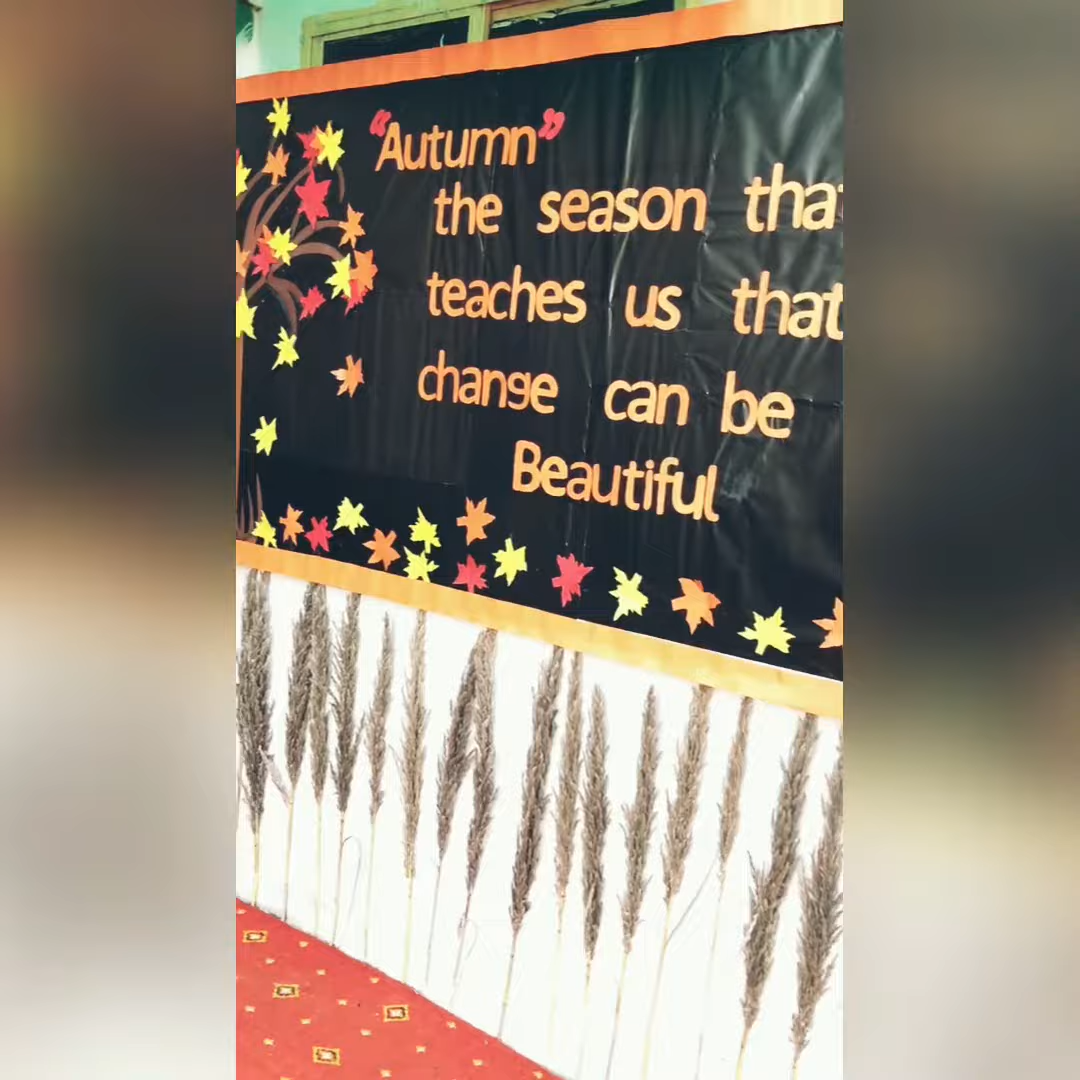 "Autumn"
the season that
teaches us that
change can be
Beautiful